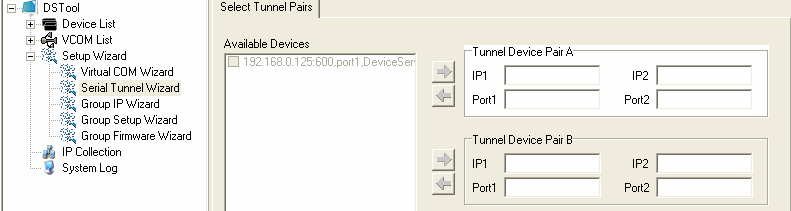 DSTool
Device List
VCOM List
Setup Wizard
Virtual COM Wizard
Serial Tunnel Wizard
Group IP Wizard
Group Setup Wizard
Group Firmware Wizard
IP Collection
System Log
Select Tunnel Pairs
Available Devices
192.168.0.125:600,port1,DeviceSer
Tunnel Device Pair A
IP1 IP2
Port1 Port2
Tunnel Device Pair B
IP1 IP2
Port1 Port2